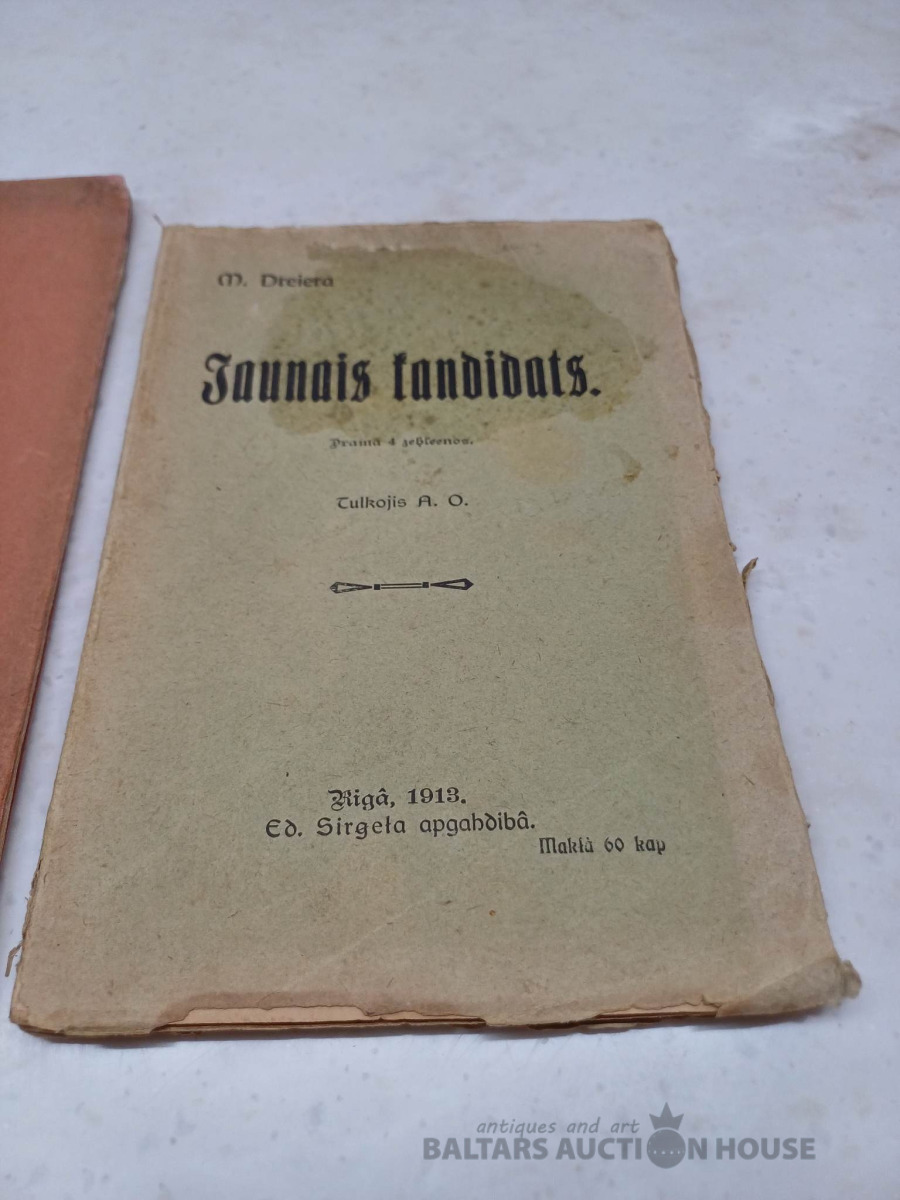 M. Dreiera
Jaunais kandidats.
Drama 4 zehleenos.
Tulkojis A. O.
Rigâ, 1913.
Ed. Sirgeła apgahdibâ.
Maksà 60 kap
antiques and art
BALTARS AUCTION HOUSE